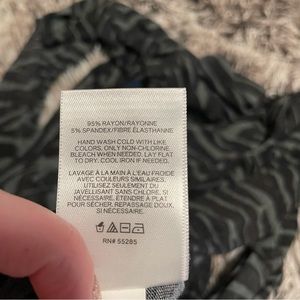 95% RAYON/RAYONNE
5% SPANDEX/FIBRE ÉLASTHANNE
HAND WASH COLD WITH LIKE
COLORS. ONLY NON-CHLORINE.
BLEACH WHEN NEEDED. LAY FLAT
TO DRY. COOL IRON IF NEEDED.
LAVAGE À LA MAIN À L'EAU FROIDE
AVEC COULEURS SIMILAIRES.
UTILISEZ SEULEMENT DU
JAVELLISANT SANS CHLORE, SI
NÉCESSAIRE. ÉTENDRE À PLAT
POUR SÉCHER. REPASSAGE DOUX
SI NÉCESSAIRE.
RN# 55285